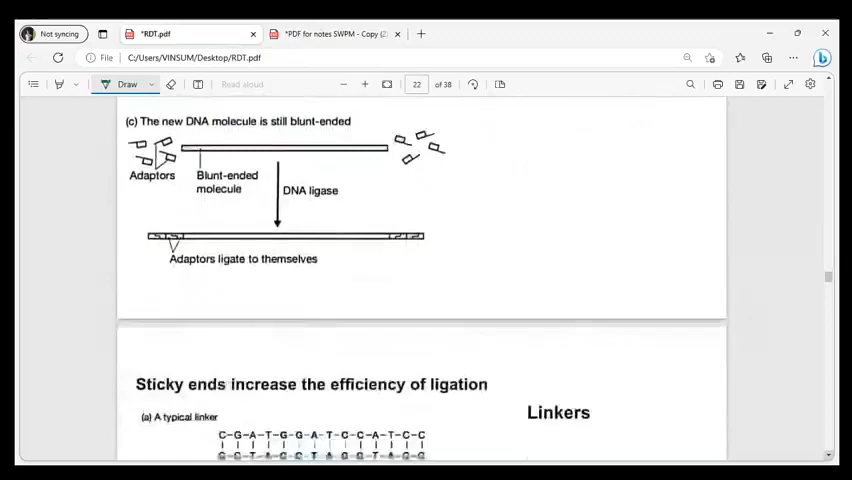 Not syncing
*RDT.pdf
*PDF for notes SWPM - Copy (2)
File
C:/Users/VINSUM/Desktop/RDT.pdf
Draw
Read aloud
22 of 38
(c) The new DNA molecule is still blunt-ended
Adaptors
Blunt-ended
molecule
DNA ligase
Adaptors ligate to themselves
Sticky ends increase the efficiency of ligation
Linkers
(a) A typical linker
C-G-A-T-G-G-A-T-C-C-A-T-C-C
G-C-T-A-C-C-T-A-G-G-T-A-G-G